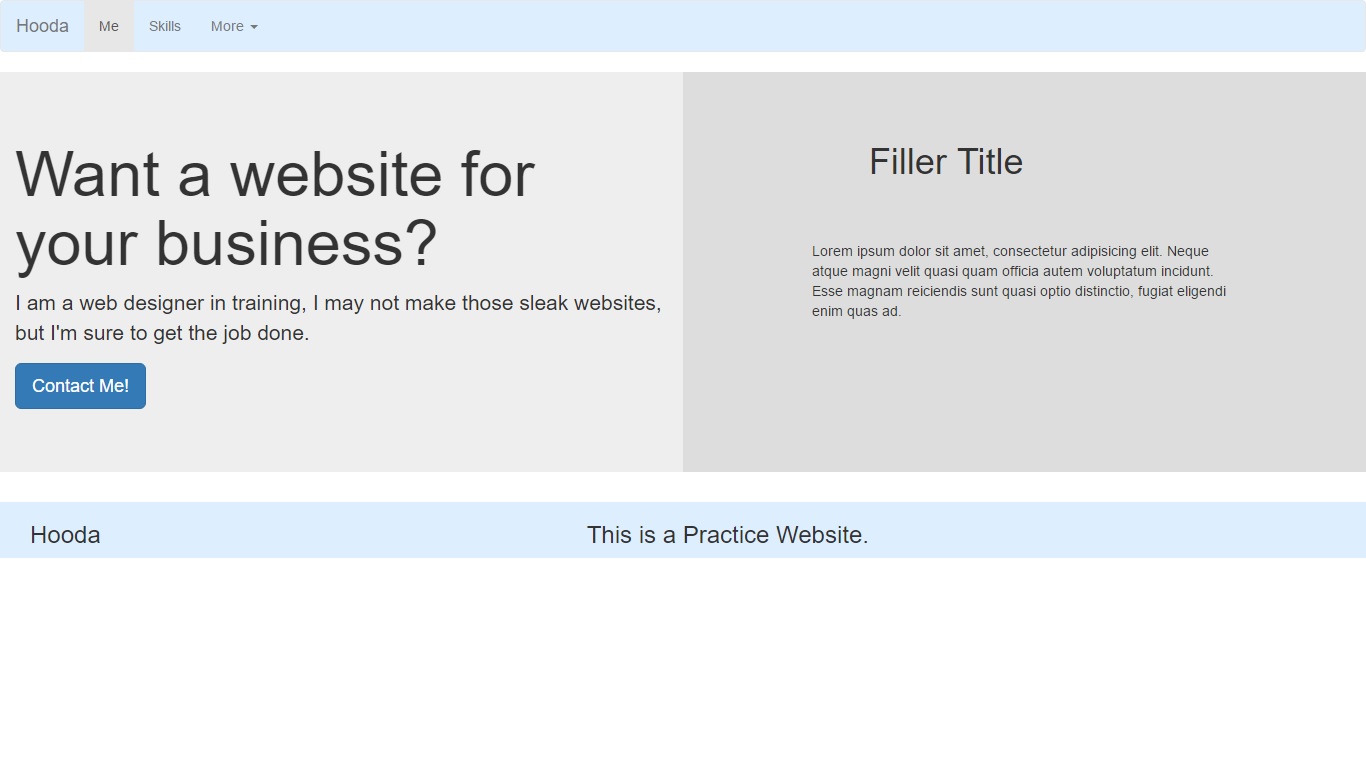 Hooda Me Skills More
Want a website for
your business?
I am a web designer in training, I may not make those sleak websites,
but I'm sure to get the job done.
Contact Me!
Filler Title
Lorem ipsum dolor sit amet, consectetur adipisicing elit. Neque
atque magni velit quasi quam officia autem voluptatum incidunt.
Esse magnam reiciendis sunt quasi optio distinctio, fugiat eligendi
enim quas ad.
Hooda This is a Practice Website.